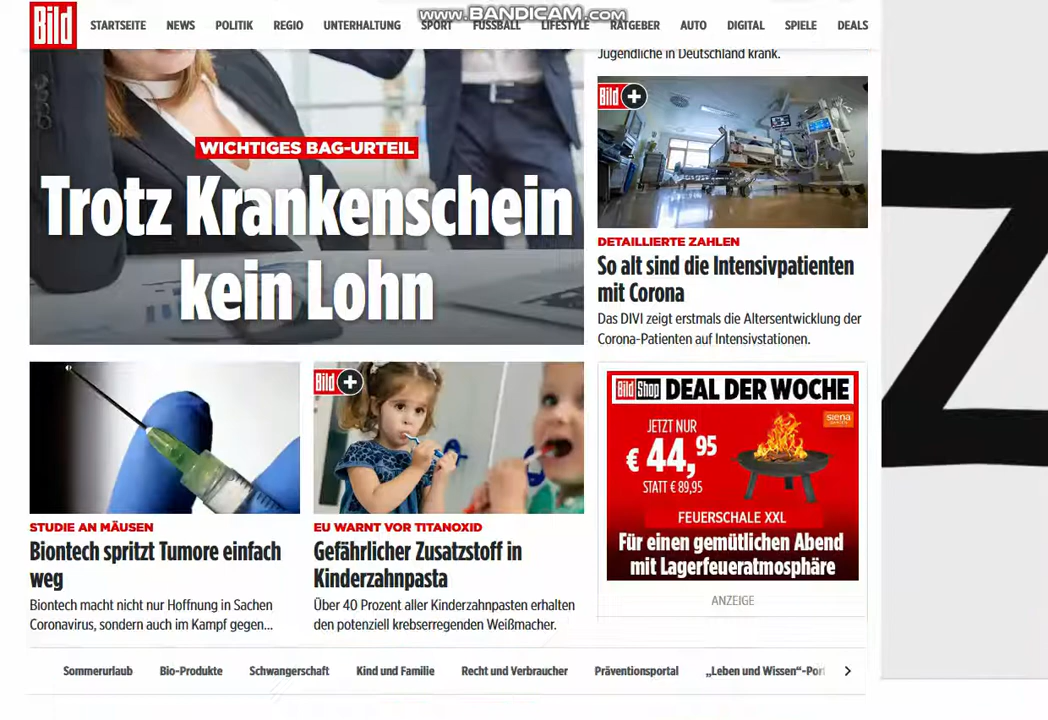 www.BANDICAM.com
Bild
STARTSEITE NEWS POLITIK REGIO UNTERHALTUNG SPORT FUSSBALL LIFESTYLE RATGEBER AUTO DIGITAL SPIELE DEALS
WICHTIGES BAG-URTEIL
Trotz Krankenschein
kein Lohn
Jugendliche in Deutschland krank.
Bild +
DETAILLIERTE ZAHLEN
So alt sind die Intensivpatienten
mit Corona
Das DIVI zeigt erstmals die Altersentwicklung der
Corona-Patienten auf Intensivstationen.
STUDIE AN MÄUSEN
Biontech spritzt Tumore einfach
weg
Biontech macht nicht nur Hoffnung in Sachen
Coronavirus, sondern auch im Kampf gegen...
Bild +
EU WARNT VOR TITANOXID
Gefährlicher Zusatzstoff in
Kinderzahnpasta
Über 40 Prozent aller Kinderzahnpasten erhalten
den potenziell krebserregenden Weißmacher.
Bild Shop DEAL DER WOCHE
JETZT NUR
€ 44,95
STATT € 89,95
siena
FEUERSCHALE XXL
Für einen gemütlichen Abend
mit Lagerfeueratmosphäre
ANZEIGE
Sommerurlaub Bio-Produkte Schwangerschaft Kind und Familie Recht und Verbraucher Präventionsportal „Leben und Wissen“-Por
Z